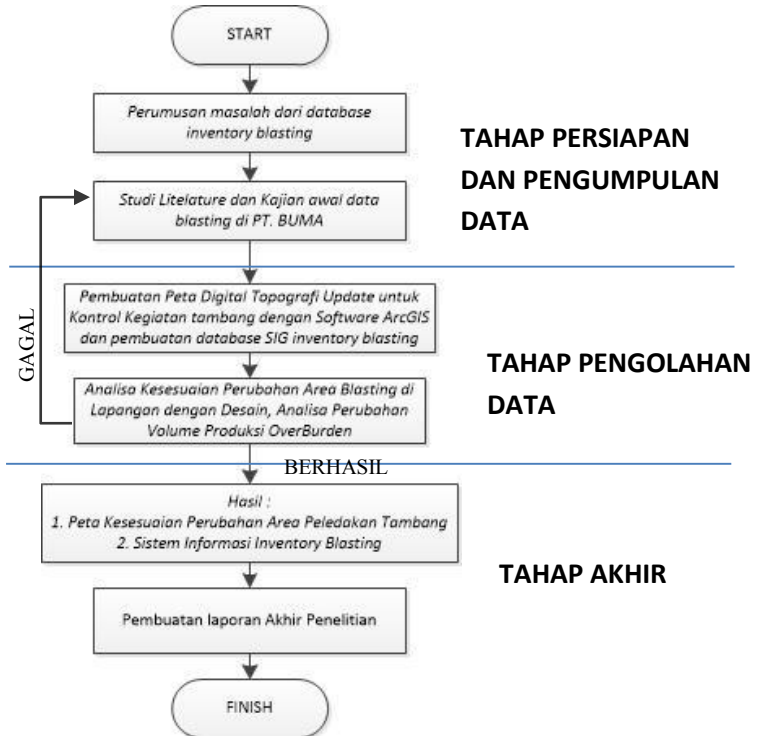 START
Perumusan masalah dari database
inventory blasting
TAHAP PERSIAPAN
DAN PENGUMPULAN
DATA
Studi Litelature dan Kajian awal data
blasting di PT. BUMA
GAGAL
Pembuatan Peta Digital Topografi Update untuk
Kontrol Kegiatan tambang dengan Software ArcGIS
dan pembuatan database SIG inventory blasting
TAHAP PENGOLAHAN
DATA
Analisa Kesesuaian Perubahan Area Blasting di
Lapangan dengan Desain, Analisa Perubahan
Volume Produksi OverBurden
BERHASIL
Hasil :
1. Peta Kesesuaian Perubahan Area Peledakan Tambang
2. Sistem Informasi Inventory Blasting
TAHAP AKHIR
Pembuatan laporan Akhir Penelitian
FINISH